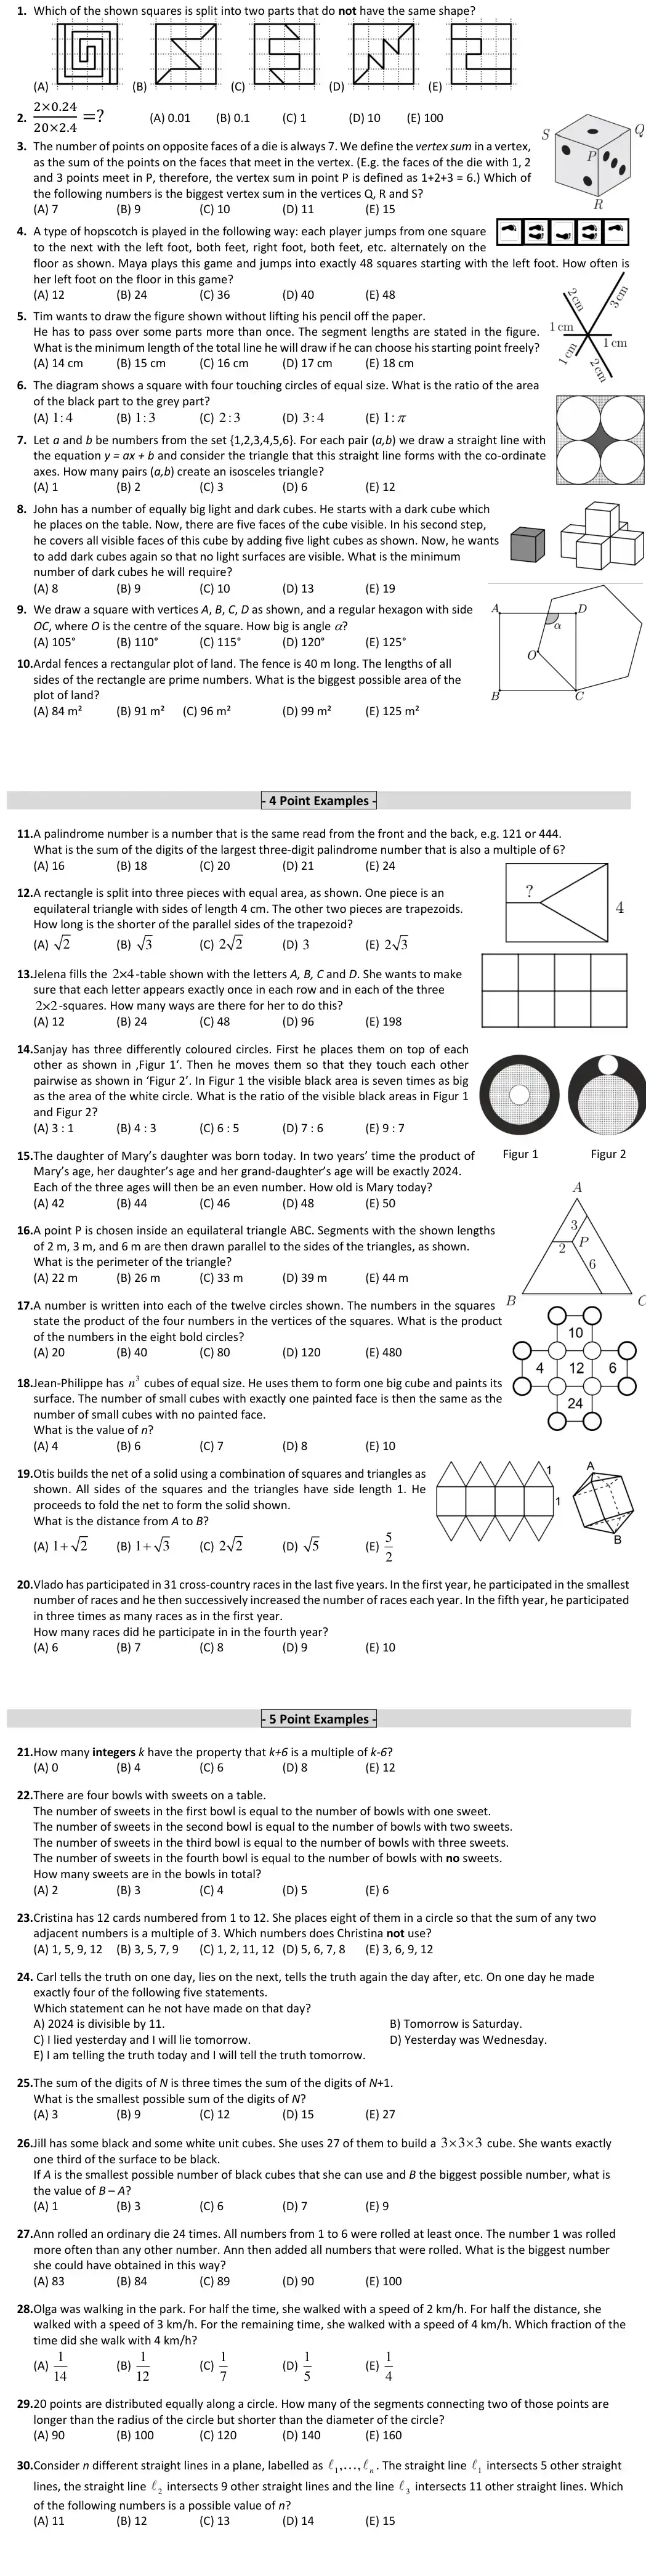 1. Which of the shown squares is split into two parts that do not have the same shape?
(A) (B) (C) (D) (E)
2. 2×0.24 / 20×2.4 =? (A) 0.01 (B) 0.1 (C) 1 (D) 10 (E) 100
3. The number of points on opposite faces of a die is always 7. We define the vertex sum in a vertex,
as the sum of the points on the faces that meet in the vertex. (E.g. the faces of the die with 1, 2
and 3 points meet in P, therefore, the vertex sum in point P is defined as 1+2+3 = 6.) Which of
the following numbers is the biggest vertex sum in the vertices Q, R and S?
(A) 7 (B) 9 (C) 10 (D) 11 (E) 15
S Q P R
4. A type of hopscotch is played in the following way: each player jumps from one square
to the next with the left foot, both feet, right foot, both feet, etc. alternately on the
floor as shown. Maya plays this game and jumps into exactly 48 squares starting with the left foot. How often is
her left foot on the floor in this game?
(A) 12 (B) 24 (C) 36 (D) 40 (E) 48
5. Tim wants to draw the figure shown without lifting his pencil off the paper.
He has to pass over some parts more than once. The segment lengths are stated in the figure.
What is the minimum length of the total line he will draw if he can choose his starting point freely?
(A) 14 cm (B) 15 cm (C) 16 cm (D) 17 cm (E) 18 cm
2 cm 3 cm 1 cm 1 cm 1 cm 2 cm
6. The diagram shows a square with four touching circles of equal size. What is the ratio of the area
of the black part to the grey part?
(A) 1:4 (B) 1:3 (C) 2:3 (D) 3:4 (E) 1:π
7. Let a and b be numbers from the set {1,2,3,4,5,6}. For each pair (a,b) we draw a straight line with
the equation y = ax + b and consider the triangle that this straight line forms with the co-ordinate
axes. How many pairs (a,b) create an isosceles triangle?
(A) 1 (B) 2 (C) 3 (D) 6 (E) 12
8. John has a number of equally big light and dark cubes. He starts with a dark cube which
he places on the table. Now, there are five faces of the cube visible. In his second step,
he covers all visible faces of this cube by adding five light cubes as shown. Now, he wants
to add dark cubes again so that no light surfaces are visible. What is the minimum
number of dark cubes he will require?
(A) 8 (B) 9 (C) 10 (D) 13 (E) 19
9. We draw a square with vertices A, B, C, D as shown, and a regular hexagon with side
OC, where O is the centre of the square. How big is angle α?
(A) 105° (B) 110° (C) 115° (D) 120° (E) 125°
A D α O B C
10.Ardal fences a rectangular plot of land. The fence is 40 m long. The lengths of all
sides of the rectangle are prime numbers. What is the biggest possible area of the
plot of land?
(A) 84 m² (B) 91 m² (C) 96 m² (D) 99 m² (E) 125 m²
- 4 Point Examples -
11.A palindrome number is a number that is the same read from the front and the back, e.g. 121 or 444.
What is the sum of the digits of the largest three-digit palindrome number that is also a multiple of 6?
(A) 16 (B) 18 (C) 20 (D) 21 (E) 24
12.A rectangle is split into three pieces with equal area, as shown. One piece is an
equilateral triangle with sides of length 4 cm. The other two pieces are trapezoids.
How long is the shorter of the parallel sides of the trapezoid?
(A) √2 (B) √3 (C) 2√2 (D) 3 (E) 2√3
? 4
13.Jelena fills the 2×4-table shown with the letters A, B, C and D. She wants to make
sure that each letter appears exactly once in each row and in each of the three
2×2-squares. How many ways are there for her to do this?
(A) 12 (B) 24 (C) 48 (D) 96 (E) 198
14.Sanjay has three differently coloured circles. First he places them on top of each
other as shown in ‚Figur 1‘. Then he moves them so that they touch each other
pairwise as shown in ‘Figur 2’. In Figur 1 the visible black area is seven times as big
as the area of the white circle. What is the ratio of the visible black areas in Figur 1
and Figur 2?
(A) 3 : 1 (B) 4 : 3 (C) 6 : 5 (D) 7 : 6 (E) 9 : 7
Figur 1 Figur 2
15.The daughter of Mary's daughter was born today. In two years' time the product of
Mary's age, her daughter's age and her grand-daughter's age will be exactly 2024.
Each of the three ages will then be an even number. How old is Mary today?
(A) 42 (B) 44 (C) 46 (D) 48 (E) 50
16.A point P is chosen inside an equilateral triangle ABC. Segments with the shown lengths
of 2 m, 3 m, and 6 m are then drawn parallel to the sides of the triangles, as shown.
What is the perimeter of the triangle?
(A) 22 m (B) 26 m (C) 33 m (D) 39 m (E) 44 m
A 3 P 2 6 B C
17.A number is written into each of the twelve circles shown. The numbers in the squares
state the product of the four numbers in the vertices of the squares. What is the product
of the numbers in the eight bold circles?
(A) 20 (B) 40 (C) 80 (D) 120 (E) 480
10
4 12 6
24
18.Jean-Philippe has n³ cubes of equal size. He uses them to form one big cube and paints its
surface. The number of small cubes with exactly one painted face is then the same as the
number of small cubes with no painted face.
What is the value of n?
(A) 4 (B) 6 (C) 7 (D) 8 (E) 10
19.Otis builds the net of a solid using a combination of squares and triangles as
shown. All sides of the squares and the triangles have side length 1. He
proceeds to fold the net to form the solid shown.
What is the distance from A to B?
(A) 1+√2 (B) 1+√3 (C) 2√2 (D) √5 (E) 5/2
1 1 A B
20.Vlado has participated in 31 cross-country races in the last five years. In the first year, he participated in the smallest
number of races and he then successively increased the number of races each year. In the fifth year, he participated
in three times as many races as in the first year.
How many races did he participate in in the fourth year?
(A) 6 (B) 7 (C) 8 (D) 9 (E) 10
- 5 Point Examples -
21.How many integers k have the property that k+6 is a multiple of k-6?
(A) 0 (B) 4 (C) 6 (D) 8 (E) 12
22.There are four bowls with sweets on a table.
The number of sweets in the first bowl is equal to the number of bowls with one sweet.
The number of sweets in the second bowl is equal to the number of bowls with two sweets.
The number of sweets in the third bowl is equal to the number of bowls with three sweets.
The number of sweets in the fourth bowl is equal to the number of bowls with no sweets.
How many sweets are in the bowls in total?
(A) 2 (B) 3 (C) 4 (D) 5 (E) 6
23.Cristina has 12 cards numbered from 1 to 12. She places eight of them in a circle so that the sum of any two
adjacent numbers is a multiple of 3. Which numbers does Christina not use?
(A) 1, 5, 9, 12 (B) 3, 5, 7, 9 (C) 1, 2, 11, 12 (D) 5, 6, 7, 8 (E) 3, 6, 9, 12
24. Carl tells the truth on one day, lies on the next, tells the truth again the day after, etc. On one day he made
exactly four of the following five statements.
Which statement can he not have made on that day?
A) 2024 is divisible by 11. B) Tomorrow is Saturday.
C) I lied yesterday and I will lie tomorrow. D) Yesterday was Wednesday.
E) I am telling the truth today and I will tell the truth tomorrow.
25.The sum of the digits of N is three times the sum of the digits of N+1.
What is the smallest possible sum of the digits of N?
(A) 3 (B) 9 (C) 12 (D) 15 (E) 27
26.Jill has some black and some white unit cubes. She uses 27 of them to build a 3×3×3 cube. She wants exactly
one third of the surface to be black.
If A is the smallest possible number of black cubes that she can use and B the biggest possible number, what is
the value of B – A?
(A) 1 (B) 3 (C) 6 (D) 7 (E) 9
27.Ann rolled an ordinary die 24 times. All numbers from 1 to 6 were rolled at least once. The number 1 was rolled
more often than any other number. Ann then added all numbers that were rolled. What is the biggest number
she could have obtained in this way?
(A) 83 (B) 84 (C) 89 (D) 90 (E) 100
28.Olga was walking in the park. For half the time, she walked with a speed of 2 km/h. For half the distance, she
walked with a speed of 3 km/h. For the remaining time, she walked with a speed of 4 km/h. Which fraction of the
time did she walk with 4 km/h?
(A) 1/14 (B) 1/12 (C) 1/7 (D) 1/5 (E) 1/4
29.20 points are distributed equally along a circle. How many of the segments connecting two of those points are
longer than the radius of the circle but shorter than the diameter of the circle?
(A) 90 (B) 100 (C) 120 (D) 140 (E) 160
30.Consider n different straight lines in a plane, labelled as ℓ₁,…,ℓₙ. The straight line ℓ₁ intersects 5 other straight
lines, the straight line ℓ₂ intersects 9 other straight lines and the line ℓ₃ intersects 11 other straight lines. Which
of the following numbers is a possible value of n?
(A) 11 (B) 12 (C) 13 (D) 14 (E) 15